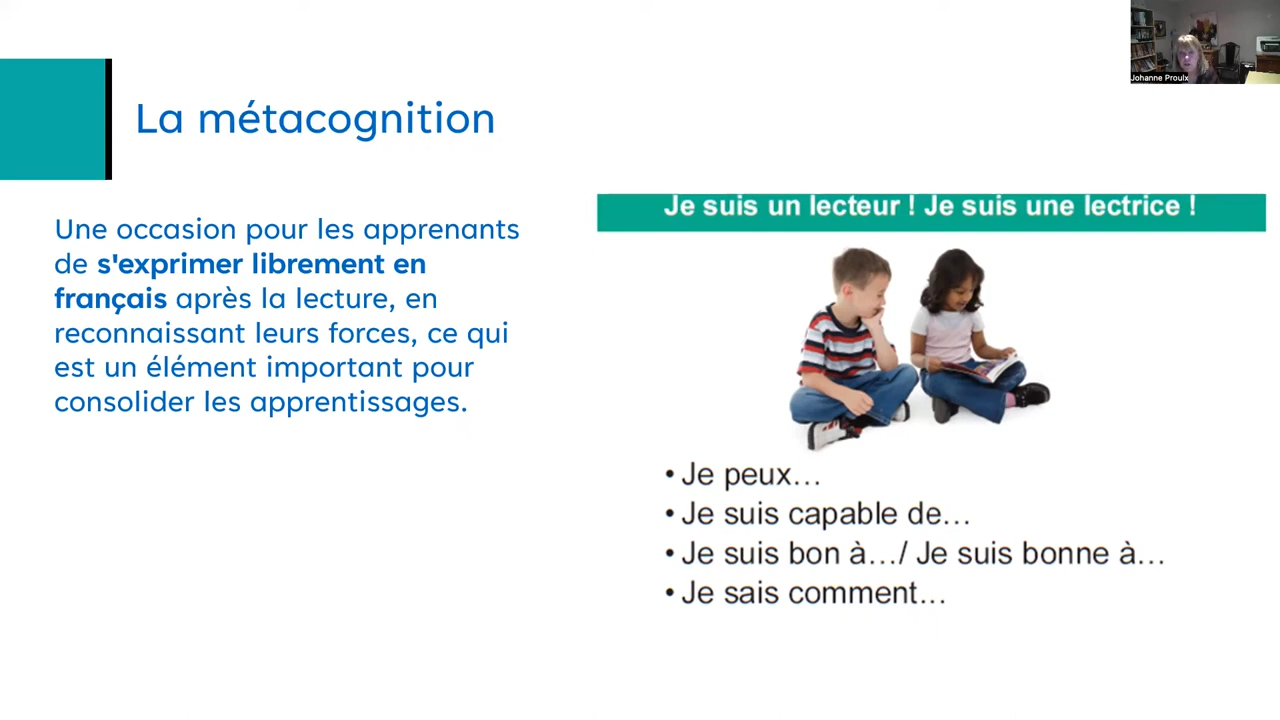 Johanne Proulx
La métacognition
Une occasion pour les apprenants
de s'exprimer librement en
français après la lecture, en
reconnaissant leurs forces, ce qui
est un élément important pour
consolider les apprentissages.
Je suis un lecteur ! Je suis une lectrice !
• Je peux…
• Je suis capable de…
• Je suis bon à…/ Je suis bonne à…
• Je sais comment…